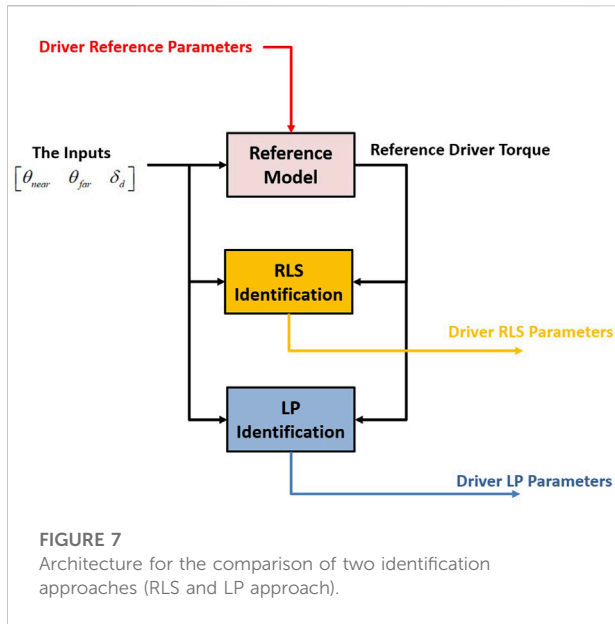 Driver Reference Parameters
The Inputs
[θnear θfar δd]
Reference
Model
Reference Driver Torque
RLS
Identification
Driver RLS Parameters
LP
Identification
Driver LP Parameters
FIGURE 7
Architecture for the comparison of two identification
approaches (RLS and LP approach).